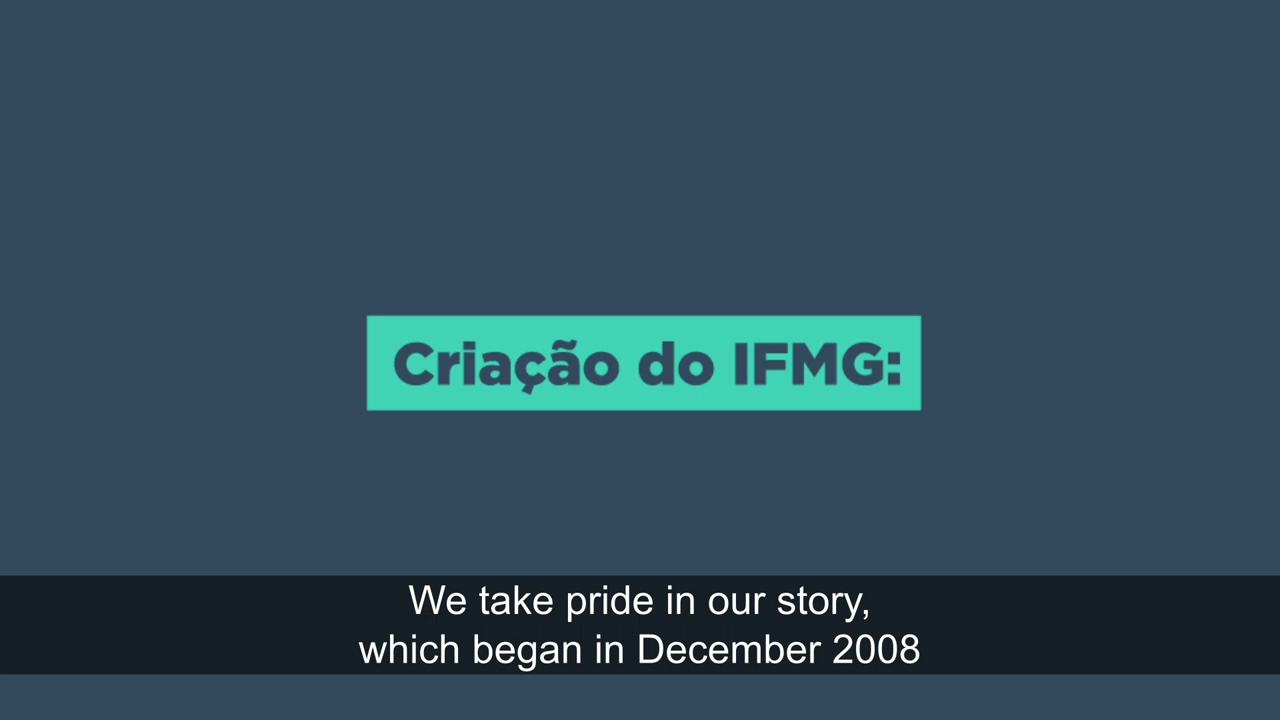 Criação do IFMG:
We take pride in our story,
which began in December 2008